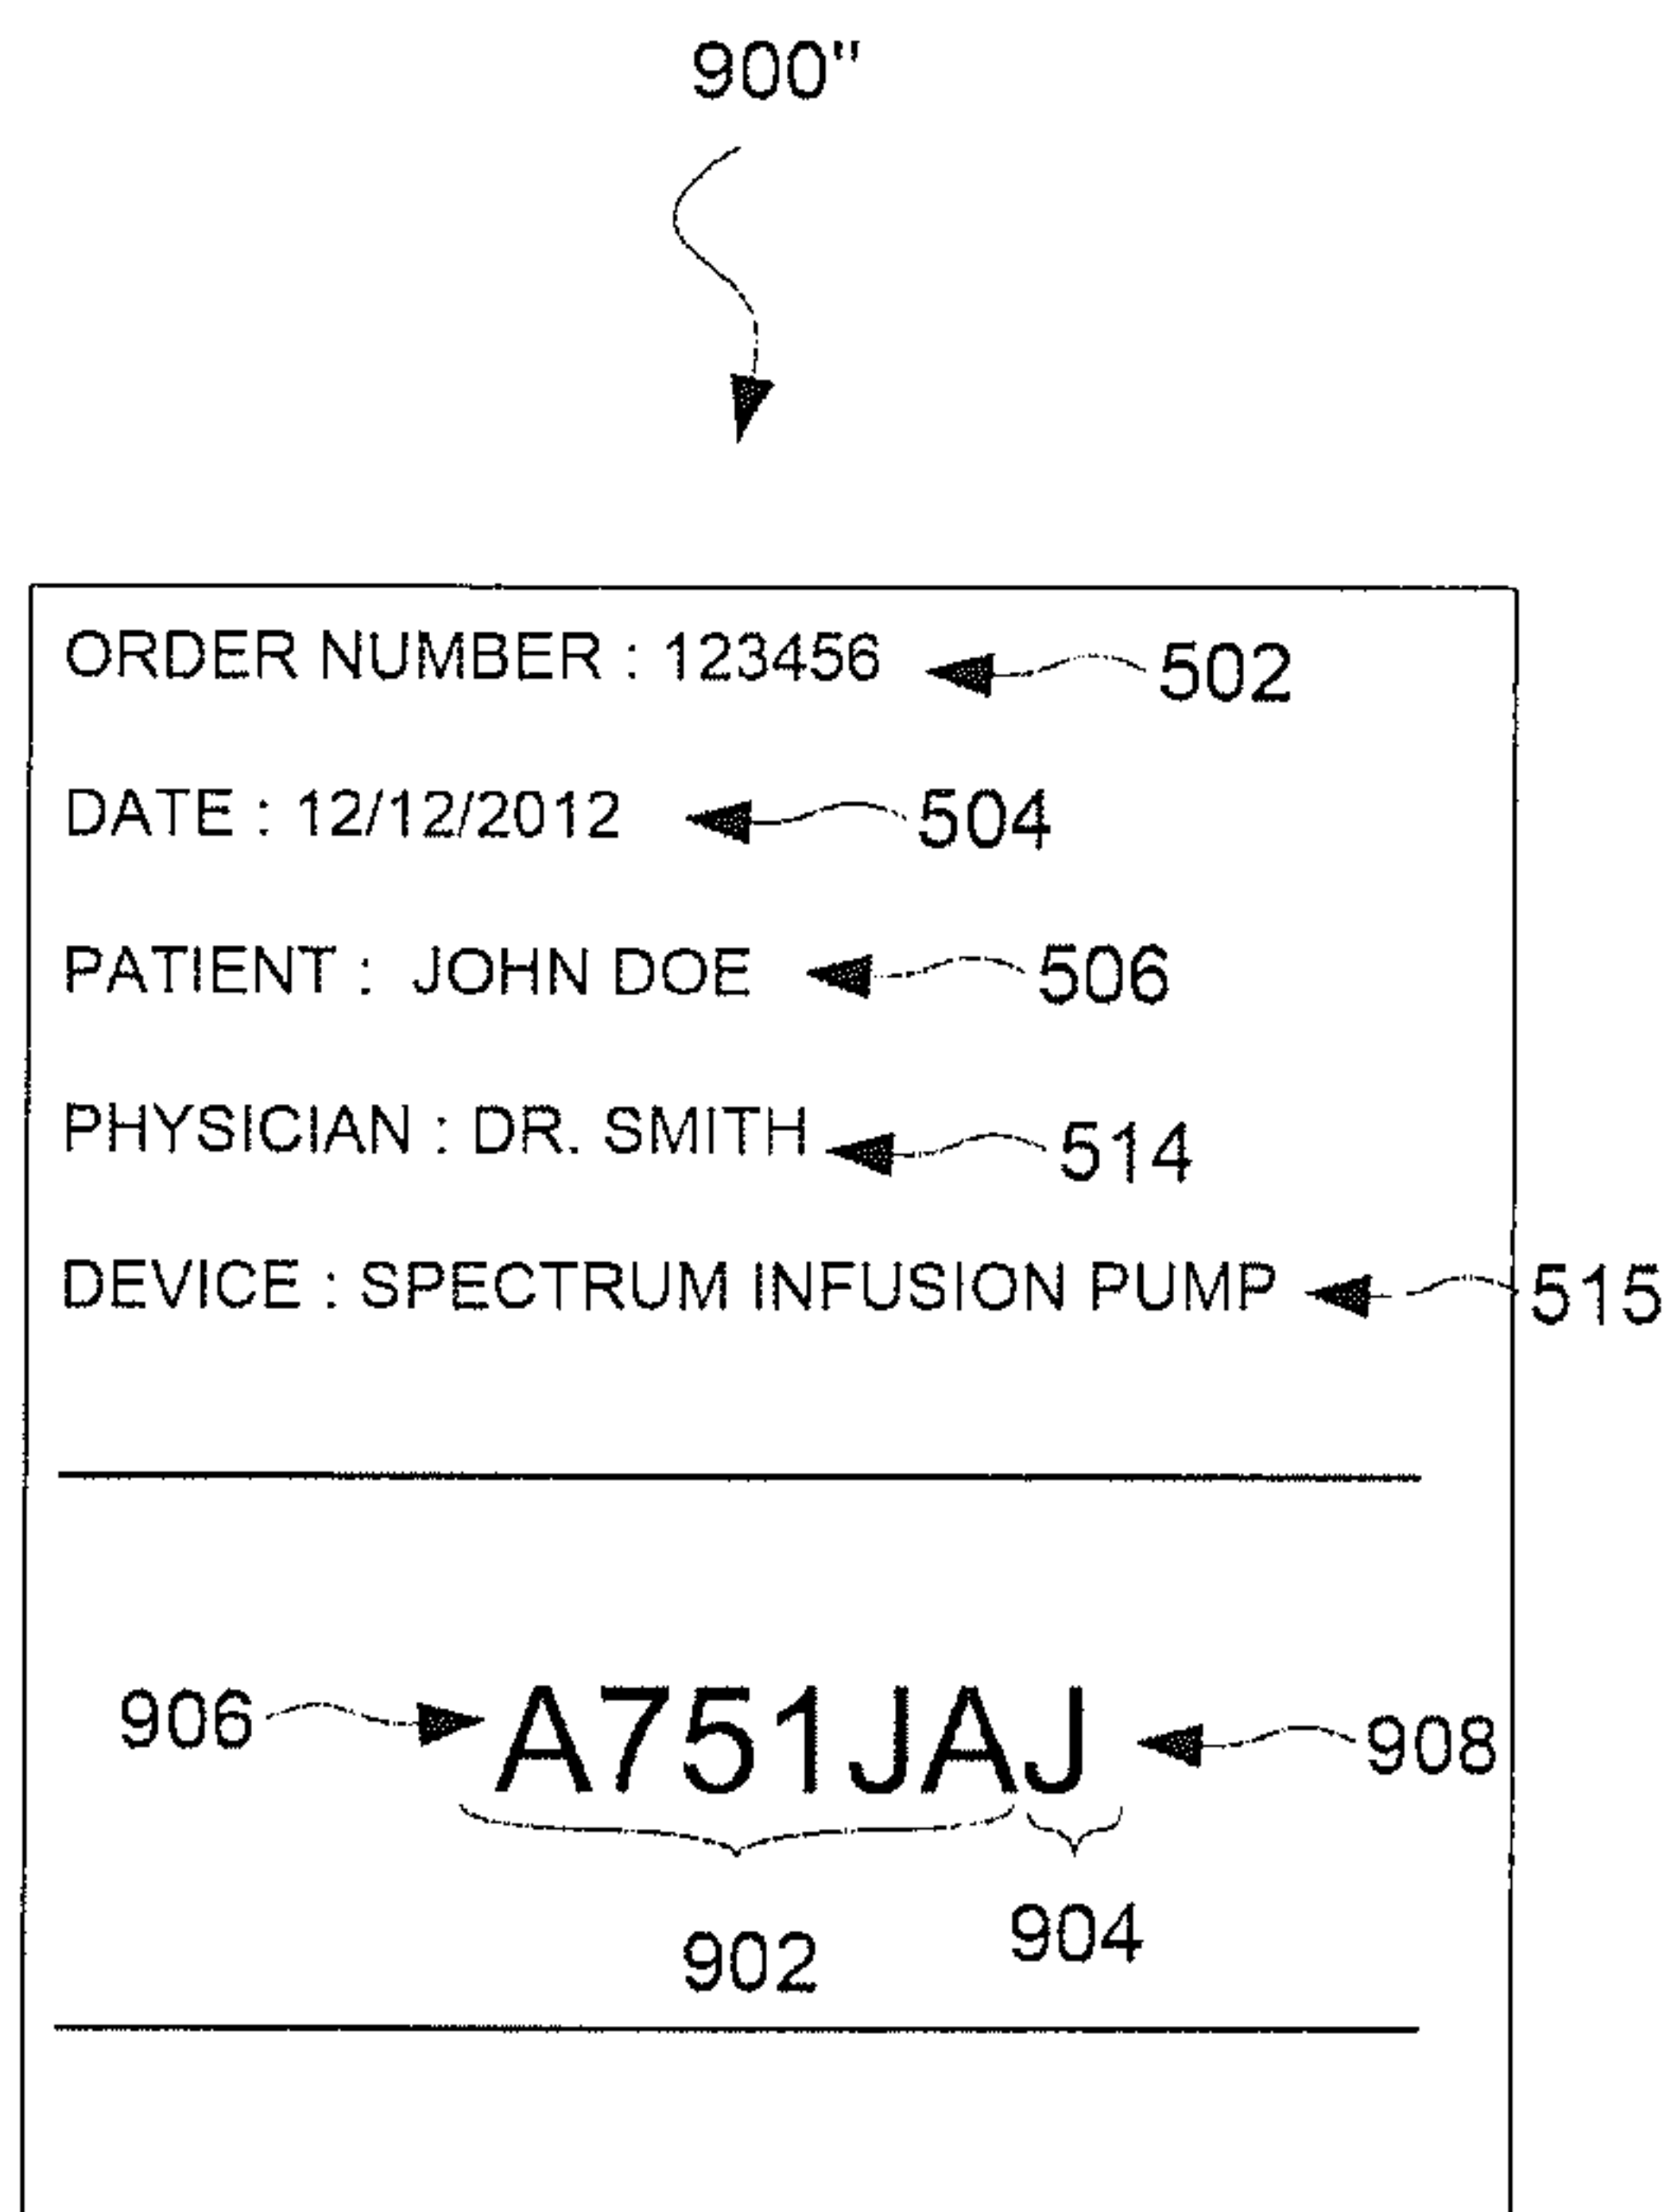 900"
ORDER NUMBER : 123456 502
DATE : 12/12/2012 504
PATIENT : JOHN DOE 506
PHYSICIAN : DR. SMITH 514
DEVICE : SPECTRUM INFUSION PUMP 515
906 A751JAJ 908
902 904